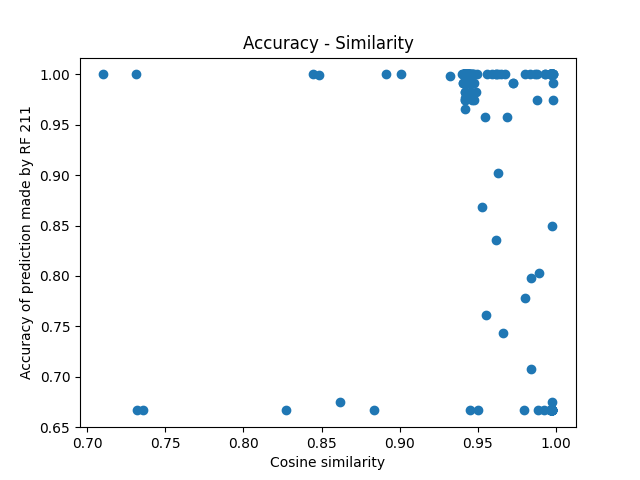 Accuracy - Similarity
1.00
0.95
0.90
0.85
0.80
0.75
0.70
0.65
Accuracy of prediction made by RF 211
0.70 0.75 0.80 0.85 0.90 0.95 1.00
Cosine similarity